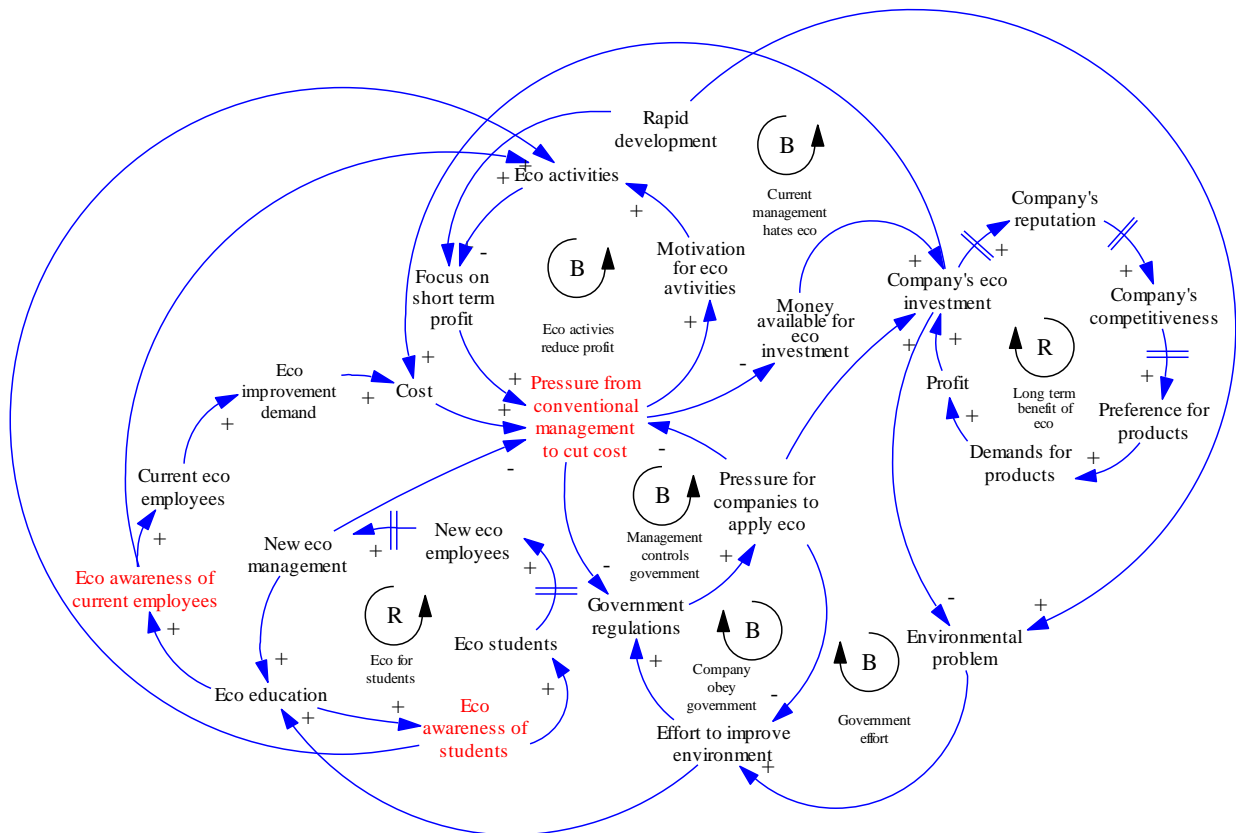 Rapid
development
B
Current
management
hates eco
Eco activities
+
+
+
-
B
Eco activies
reduce profit
Motivation
for eco
avtivities
+
Focus on
short term
profit
+
Company's
reputation
+
Company's eco
investment
+
+
+
Company's
competitiveness
+
R
Long term
benefit of
eco
Money
available for
eco
investment
-
Profit
+
Preference for
products
+
Demands for
products
+
Eco
improvement
demand
+
+
Cost
+
+
Pressure from
conventional
management
to cut cost
-
-
Current eco
employees
+
Pressure for
companies to
apply eco
+
B
Management
controls
government
New eco
management
+
New eco
employees
+
Eco awareness of
current employees
+
R
Eco for
students
Eco students
+
Government
regulations
-
+
B
Company
obey
government
B
Government
effort
Environmental
problem
-
+
Eco education
+
+
+
Eco
awareness of
students
Effort to improve
environment
-
+